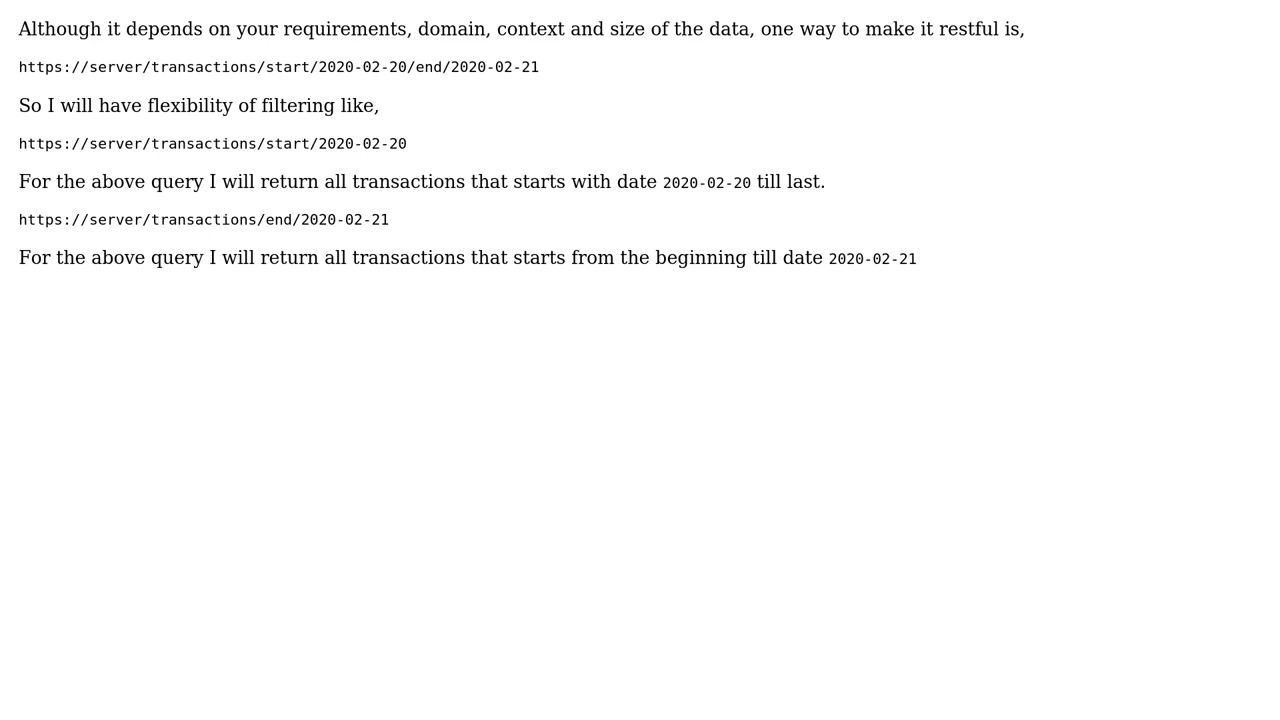 Although it depends on your requirements, domain, context and size of the data, one way to make it restful is,
https://server/transactions/start/2020-02-20/end/2020-02-21
So I will have flexibility of filtering like,
https://server/transactions/start/2020-02-20
For the above query I will return all transactions that starts with date 2020-02-20 till last.
https://server/transactions/end/2020-02-21
For the above query I will return all transactions that starts from the beginning till date 2020-02-21